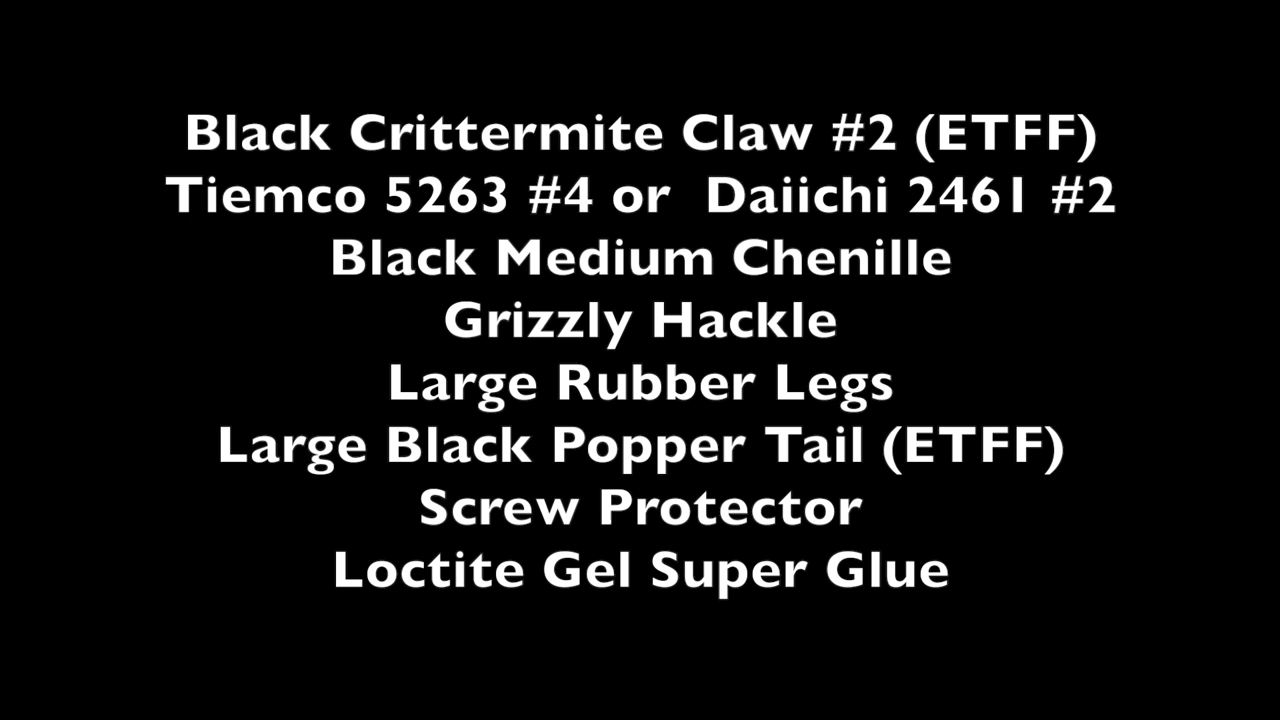 Black Crittermite Claw #2 (ETFF)
Tiemco 5263 #4 or  Daiichi 2461 #2
Black Medium Chenille
Grizzly Hackle
Large Rubber Legs
Large Black Popper Tail (ETFF)
Screw Protector
Loctite Gel Super Glue